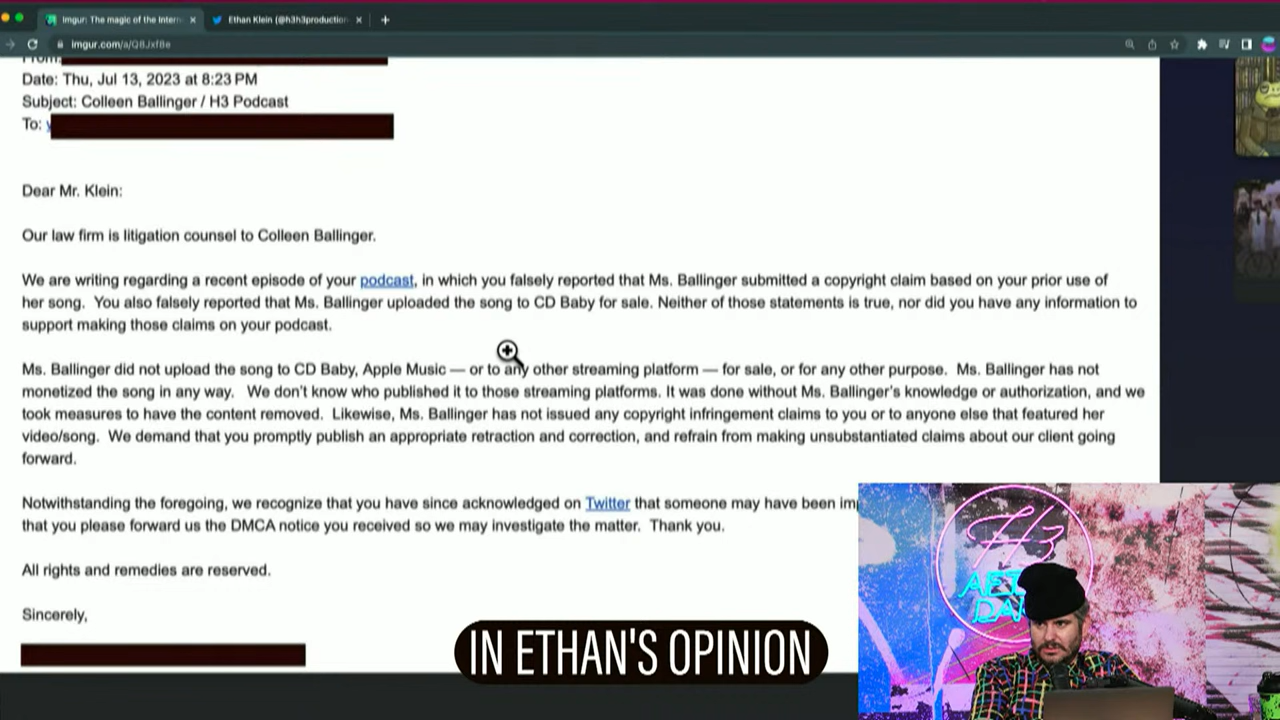 Imgur: The magic of the Intern
Ethan Klein (@h3h3production
imgur.com/a/Q8Jxf8e
From:
Date: Thu, Jul 13, 2023 at 8:23 PM
Subject: Colleen Ballinger / H3 Podcast
To:
Dear Mr. Klein:
Our law firm is litigation counsel to Colleen Ballinger.
We are writing regarding a recent episode of your podcast, in which you falsely reported that Ms. Ballinger submitted a copyright claim based on your prior use of
her song.  You also falsely reported that Ms. Ballinger uploaded the song to CD Baby for sale. Neither of those statements is true, nor did you have any information to
support making those claims on your podcast.
Ms. Ballinger did not upload the song to CD Baby, Apple Music — or to any other streaming platform — for sale, or for any other purpose.  Ms. Ballinger has not
monetized the song in any way.   We don't know who published it to those streaming platforms. It was done without Ms. Ballinger's knowledge or authorization, and we
took measures to have the content removed.  Likewise, Ms. Ballinger has not issued any copyright infringement claims to you or to anyone else that featured her
video/song.  We demand that you promptly publish an appropriate retraction and correction, and refrain from making unsubstantiated claims about our client going
forward.
Notwithstanding the foregoing, we recognize that you have since acknowledged on Twitter that someone may have been im
that you please forward us the DMCA notice you received so we may investigate the matter.  Thank you.
All rights and remedies are reserved.
Sincerely,
H3
AFTER
DARK
IN ETHAN'S OPINION